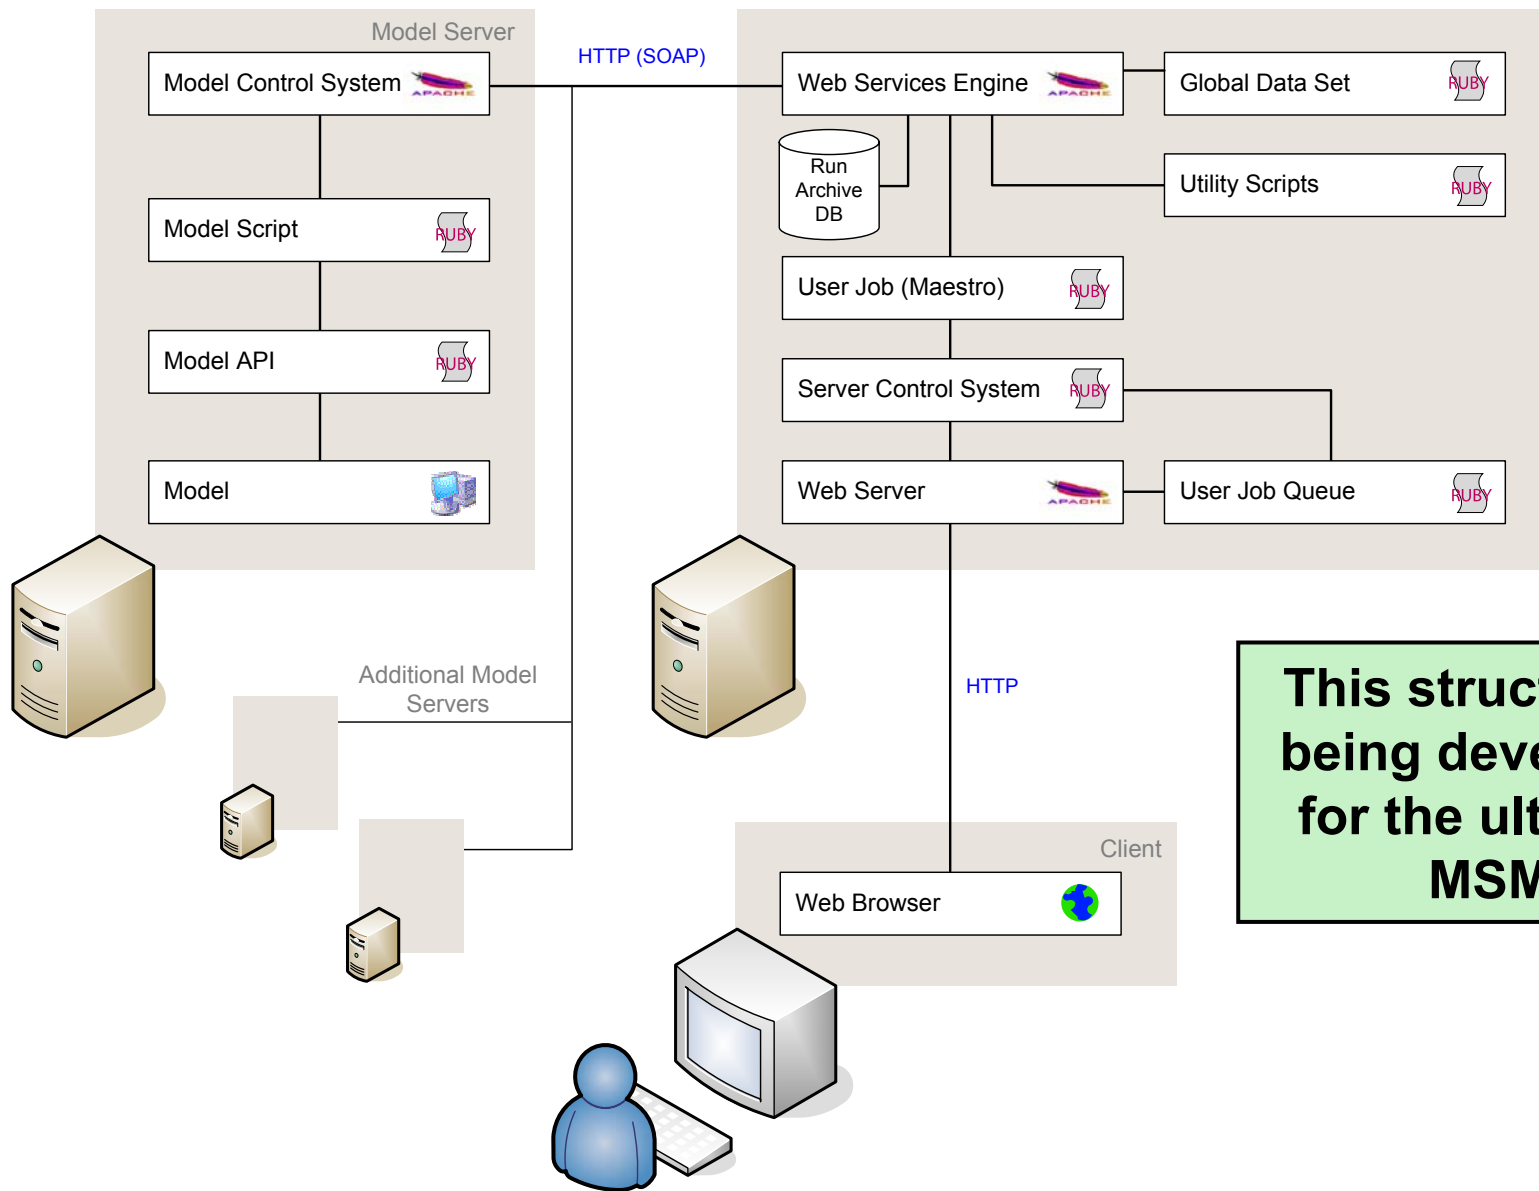 Model Server
Model Control System
APACHE
Model Script
RUBY
Model API
RUBY
Model
HTTP (SOAP)
Web Services Engine
APACHE
Global Data Set
RUBY
Run
Archive
DB
Utility Scripts
RUBY
User Job (Maestro)
RUBY
Server Control System
RUBY
Web Server
APACHE
User Job Queue
RUBY
Additional Model
Servers
HTTP
Client
Web Browser
This struc
being deve
for the ult
MSM